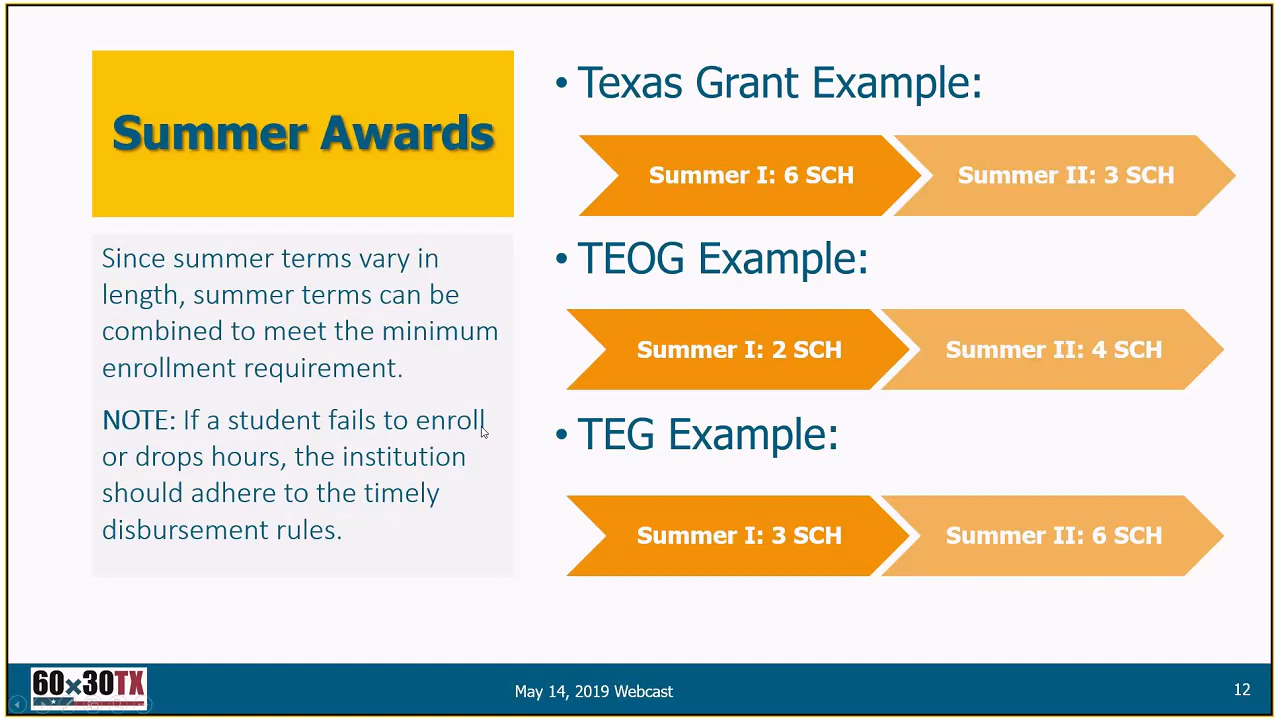 Summer Awards
Since summer terms vary in
length, summer terms can be
combined to meet the minimum
enrollment requirement.
NOTE: If a student fails to enroll
or drops hours, the institution
should adhere to the timely
disbursement rules.
• Texas Grant Example:
Summer I: 6 SCH
Summer II: 3 SCH
• TEOG Example:
Summer I: 2 SCH
Summer II: 4 SCH
• TEG Example:
Summer I: 3 SCH
Summer II: 6 SCH
60x30TX
May 14, 2019 Webcast
12